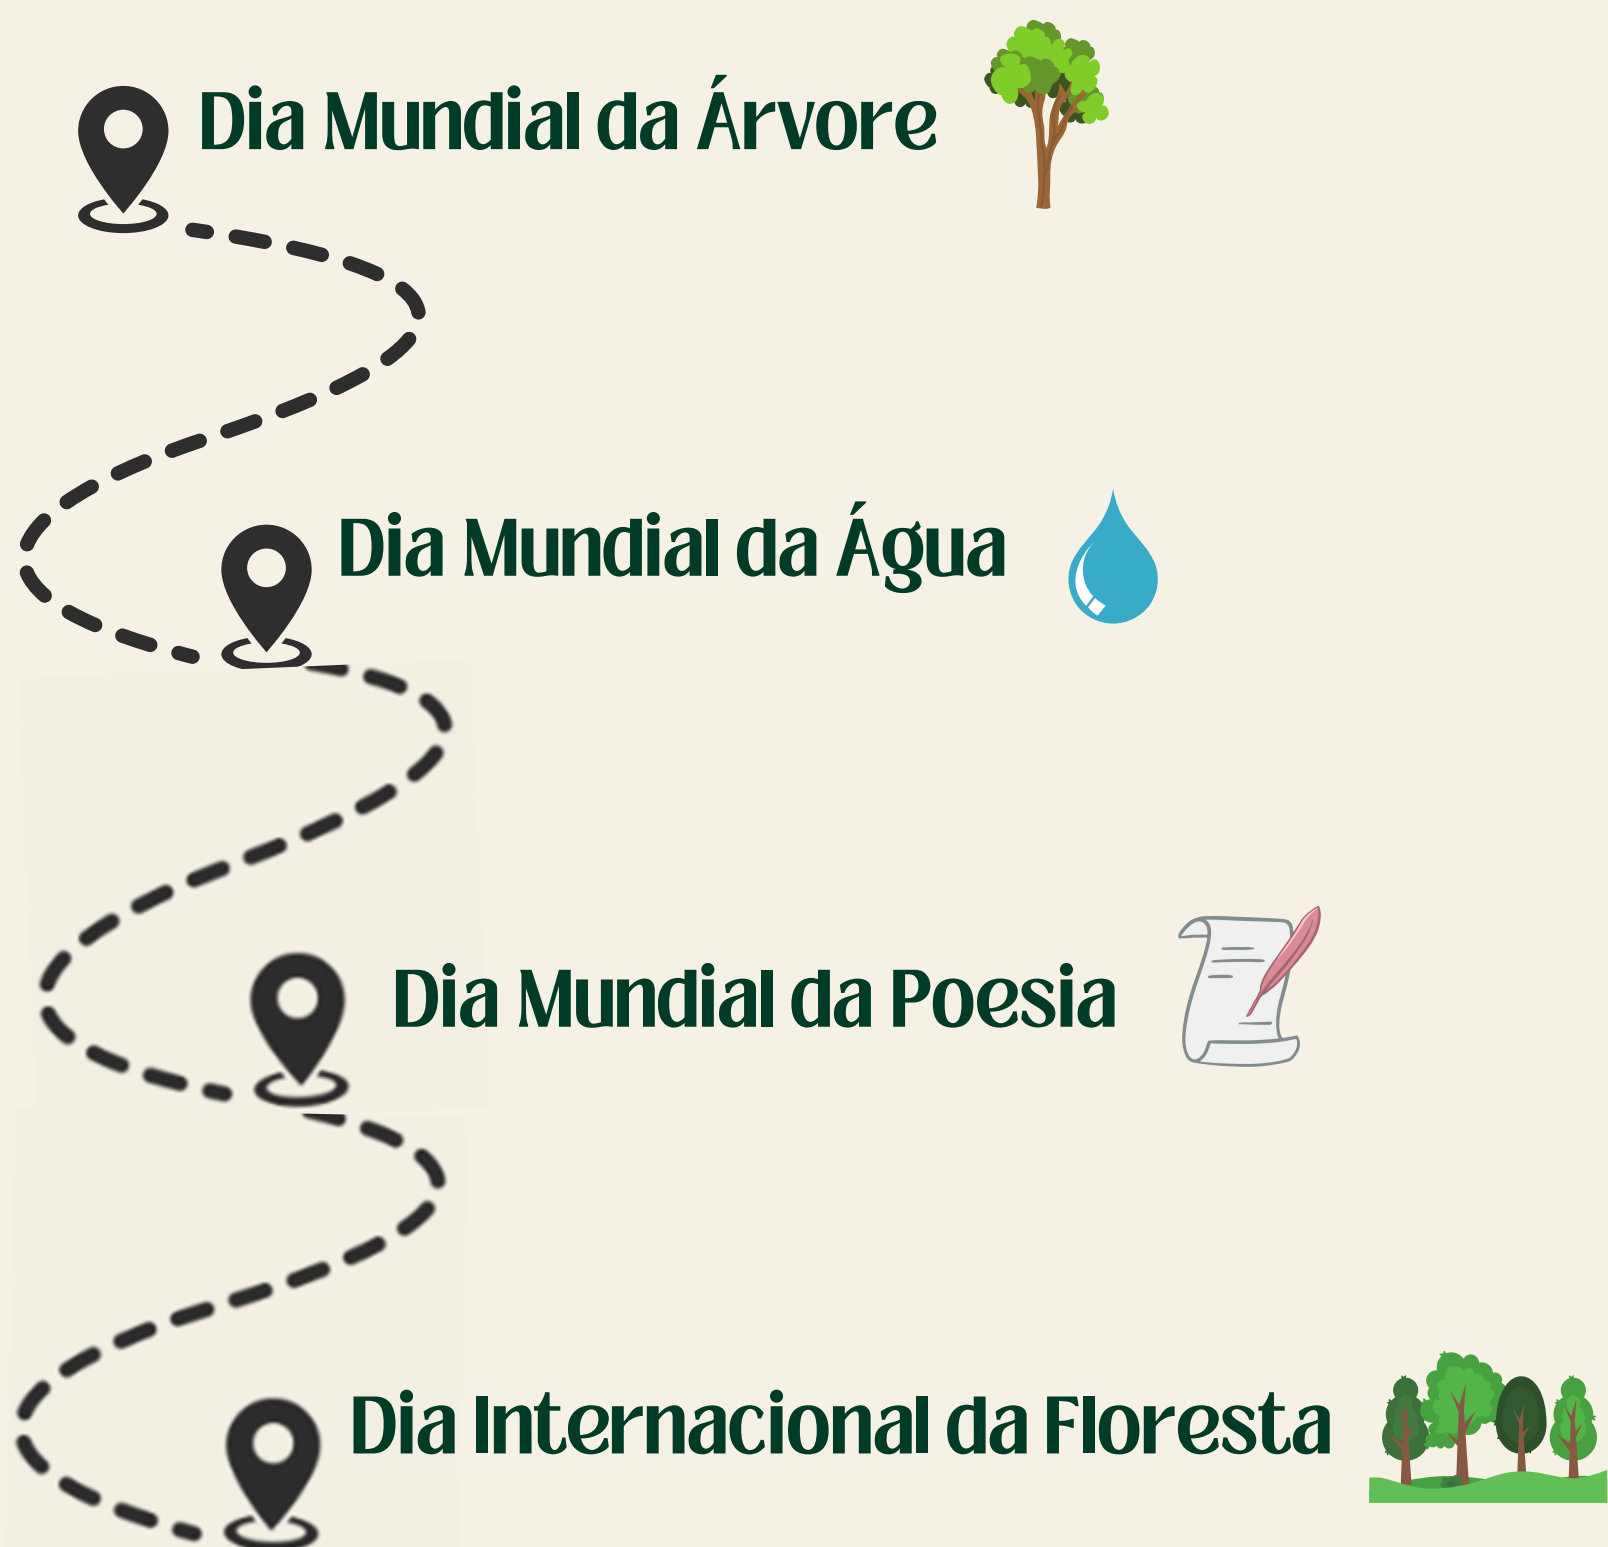 Dia Mundial da Árvore
Dia Mundial da Água
Dia Mundial da Poesia
Dia Internacional da Floresta